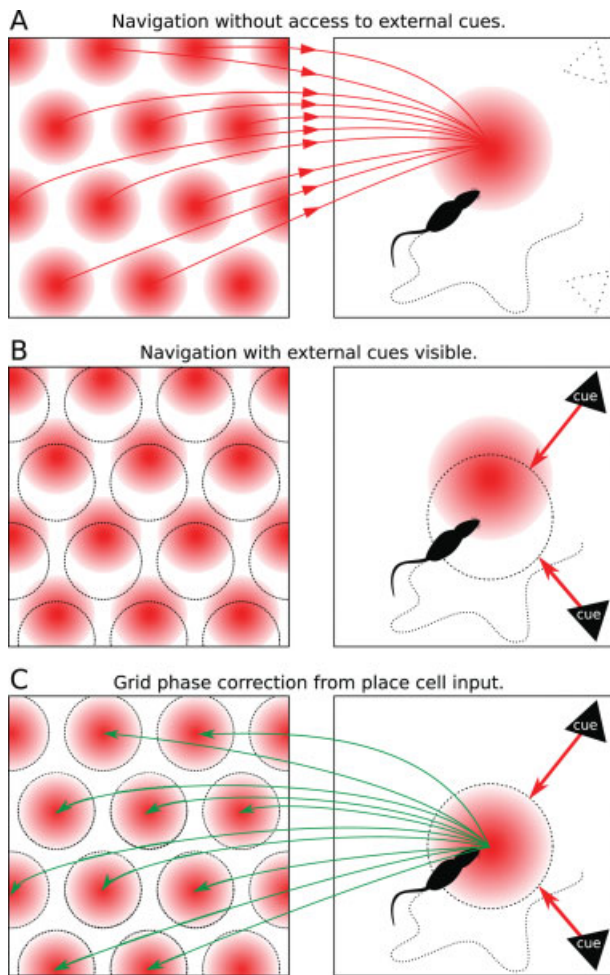 A
Navigation without access to external cues.
B
Navigation with external cues visible.
cue
cue
C
Grid phase correction from place cell input.
cue
cue